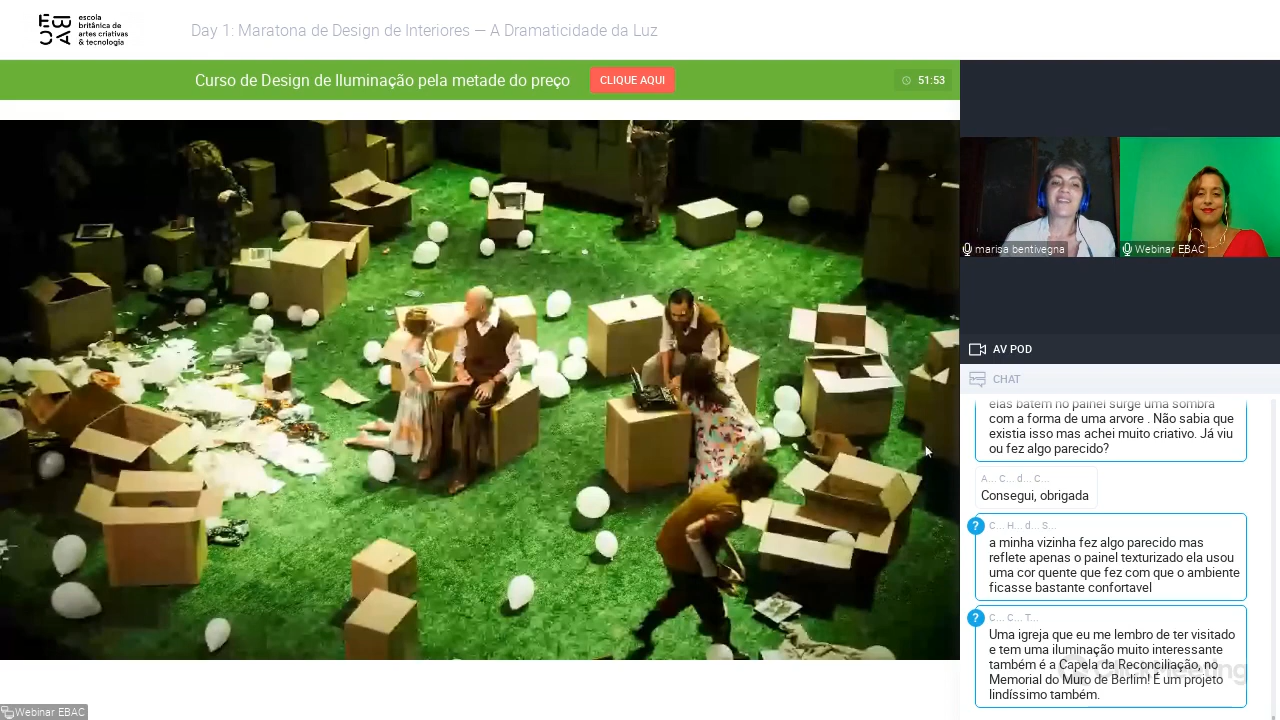 EBAC
escola
britânica de
artes criativas
& tecnologia
Day 1: Maratona de Design de Interiores — A Dramaticidade da Luz
Curso de Design de Iluminação pela metade do preço
CLIQUE AQUI
51:53
marisa bentivegna
Webinar EBAC
AV POD
CHAT
elas batem no painel surge uma sombra
com a forma de uma arvore . Não sabia que
existia isso mas achei muito criativo. Já viu
ou fez algo parecido?
A... C... d... C...
Consegui, obrigada
?
C... H... d... S...
a minha vizinha fez algo parecido mas
reflete apenas o painel texturizado ela usou
uma cor quente que fez com que o ambiente
ficasse bastante confortavel
?
C... C... T...
Uma igreja que eu me lembro de ter visitado
e tem uma iluminação muito interessante
também é a Capela da Reconciliação, no
Memorial do Muro de Berlim! É um projeto
lindíssimo também.
Webinar EBAC